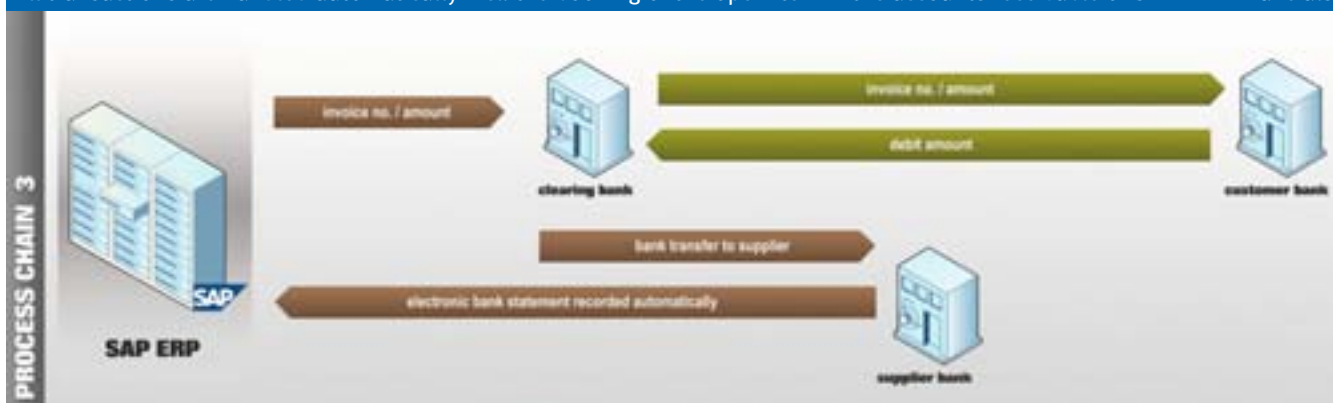 PROCESS CHAIN 3
invoice no. / amount
invoice no. / amount
debit amount
clearing bank
customer bank
bank transfer to supplier
electronic bank statement recorded automatically
SAP
SAP ERP
supplier bank